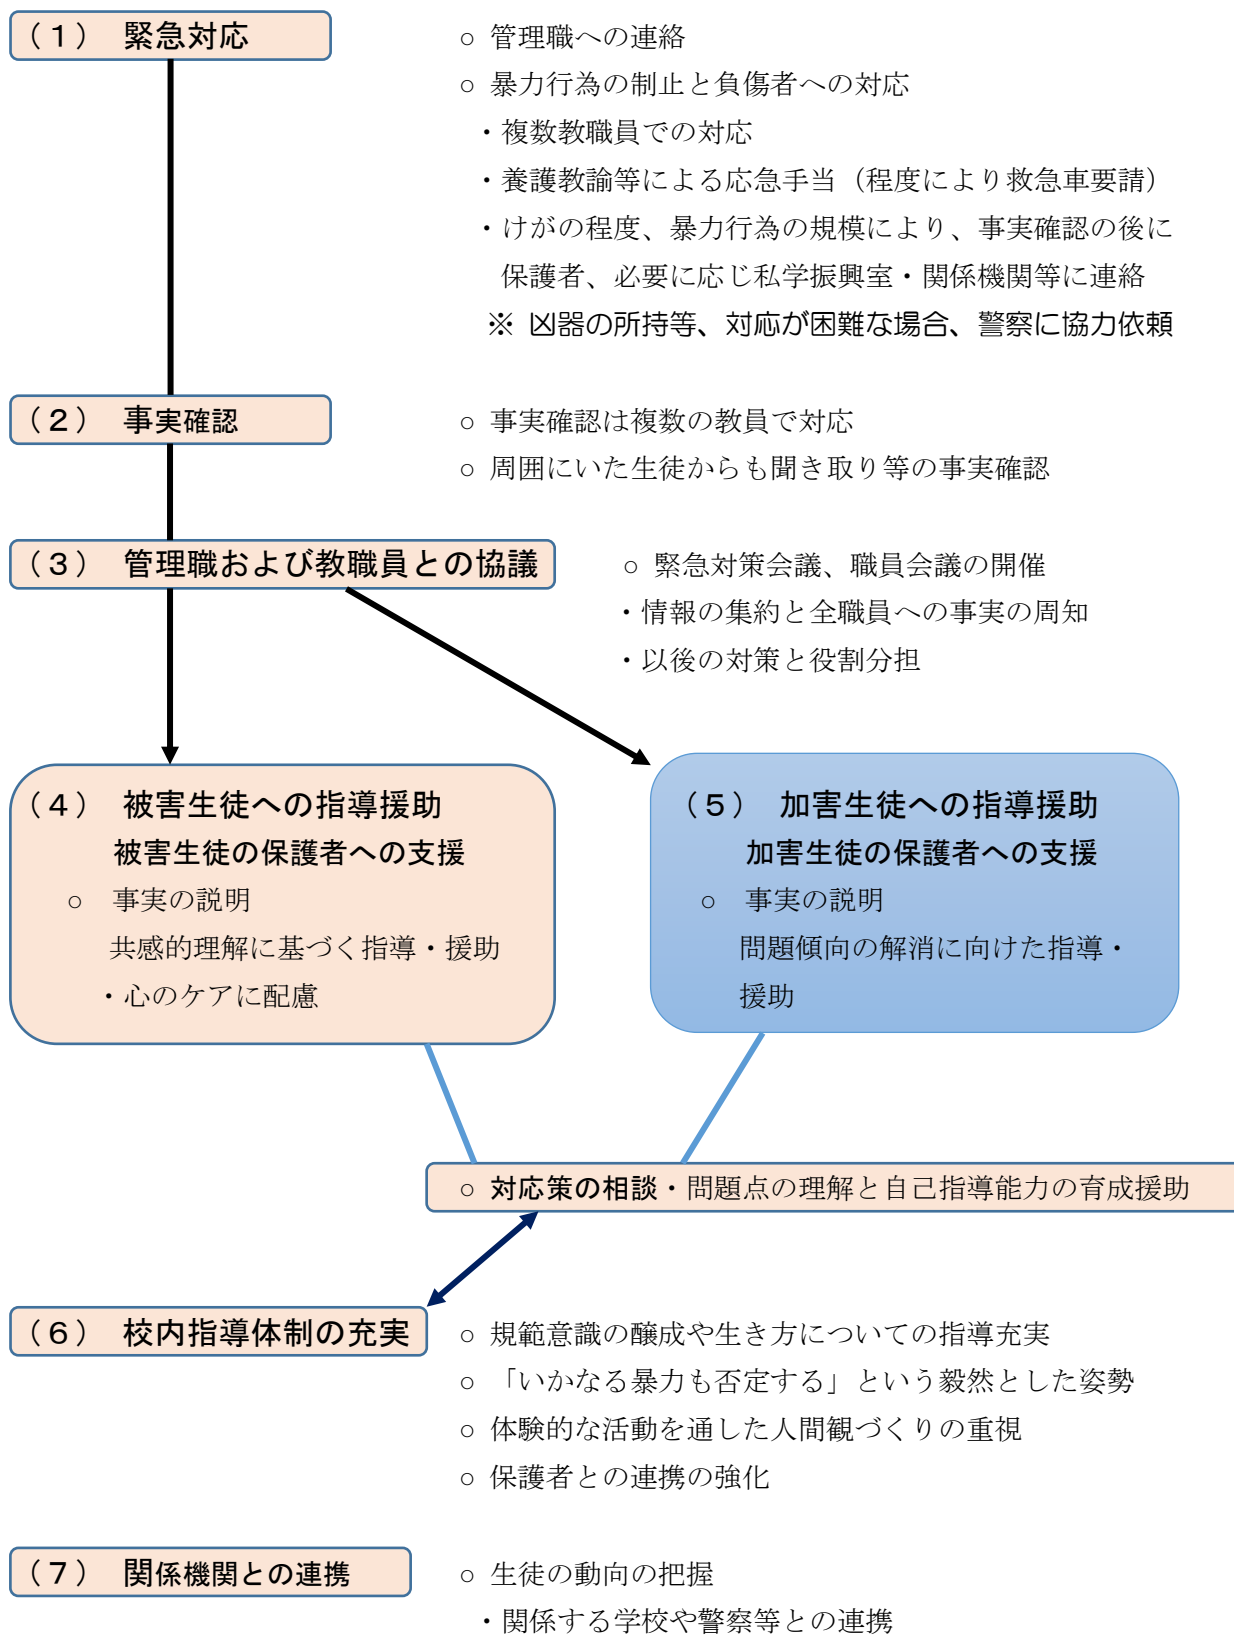 （１） 緊急対応
○ 管理職への連絡
○ 暴力行為の制止と負傷者への対応
・複数教職員での対応
・養護教諭等による応急手当（程度により救急車要請）
・けがの程度、暴力行為の規模により、事実確認の後に
保護者、必要に応じ私学振興室・関係機関等に連絡
※ 凶器の所持等、対応が困難な場合、警察に協力依頼
（２） 事実確認
○ 事実確認は複数の教員で対応
○ 周囲にいた生徒からも聞き取り等の事実確認
（３） 管理職および教職員との協議
○ 緊急対策会議、職員会議の開催
・情報の集約と全職員への事実の周知
・以後の対策と役割分担
（４） 被害生徒への指導援助
被害生徒の保護者への支援
○ 事実の説明
共感的理解に基づく指導・援助
・心のケアに配慮
（５） 加害生徒への指導援助
加害生徒の保護者への支援
○ 事実の説明
問題傾向の解消に向けた指導・
援助
○ 対応策の相談・問題点の理解と自己指導能力の育成援助
（６） 校内指導体制の充実
○ 規範意識の醸成や生き方についての指導充実
○ 「いかなる暴力も否定する」という毅然とした姿勢
○ 体験的な活動を通した人間観づくりの重視
○ 保護者との連携の強化
（７） 関係機関との連携
○ 生徒の動向の把握
・関係する学校や警察等との連携